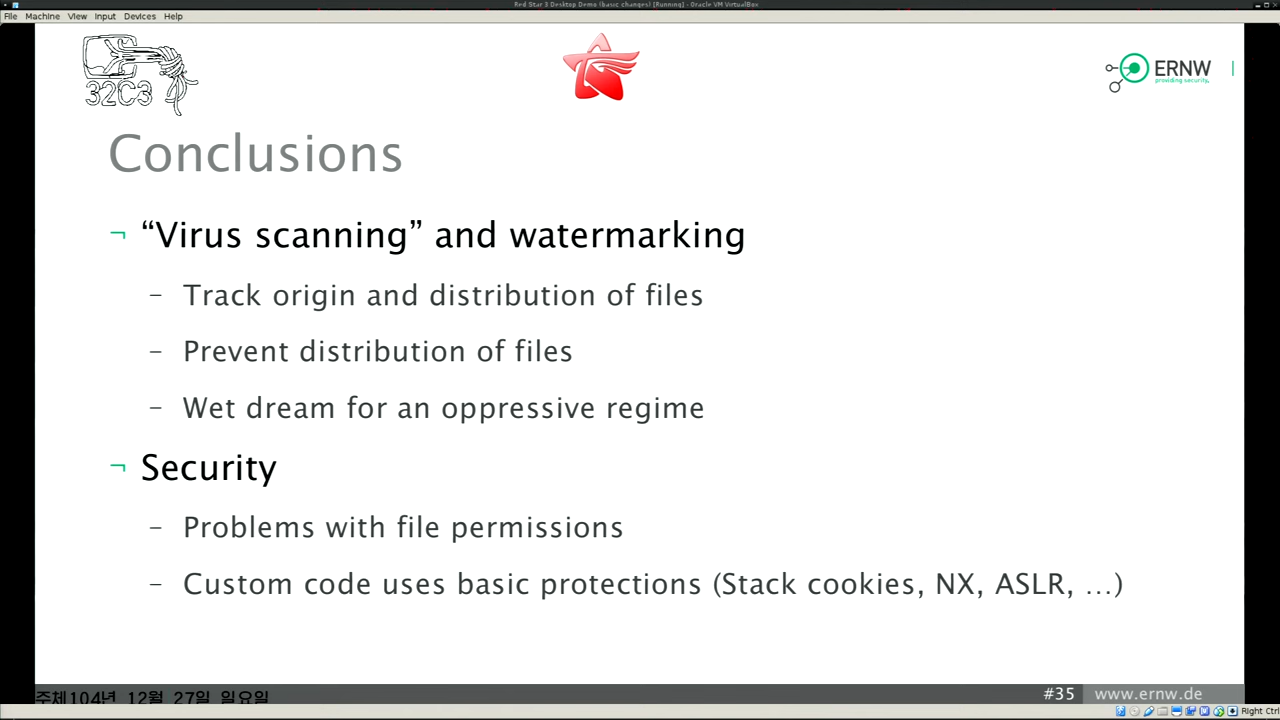 Red Star 3 Desktop Demo (basic changes) [Running] - Oracle VM VirtualBox
File Machine View Input Devices Help
32C3
ERNW
providing security.
Conclusions
¬ “Virus scanning” and watermarking
– Track origin and distribution of files
– Prevent distribution of files
– Wet dream for an oppressive regime
¬ Security
– Problems with file permissions
– Custom code uses basic protections (Stack cookies, NX, ASLR, …)
주체104년 12월 27일 일요일
#35 www.ernw.de
Right Ctrl